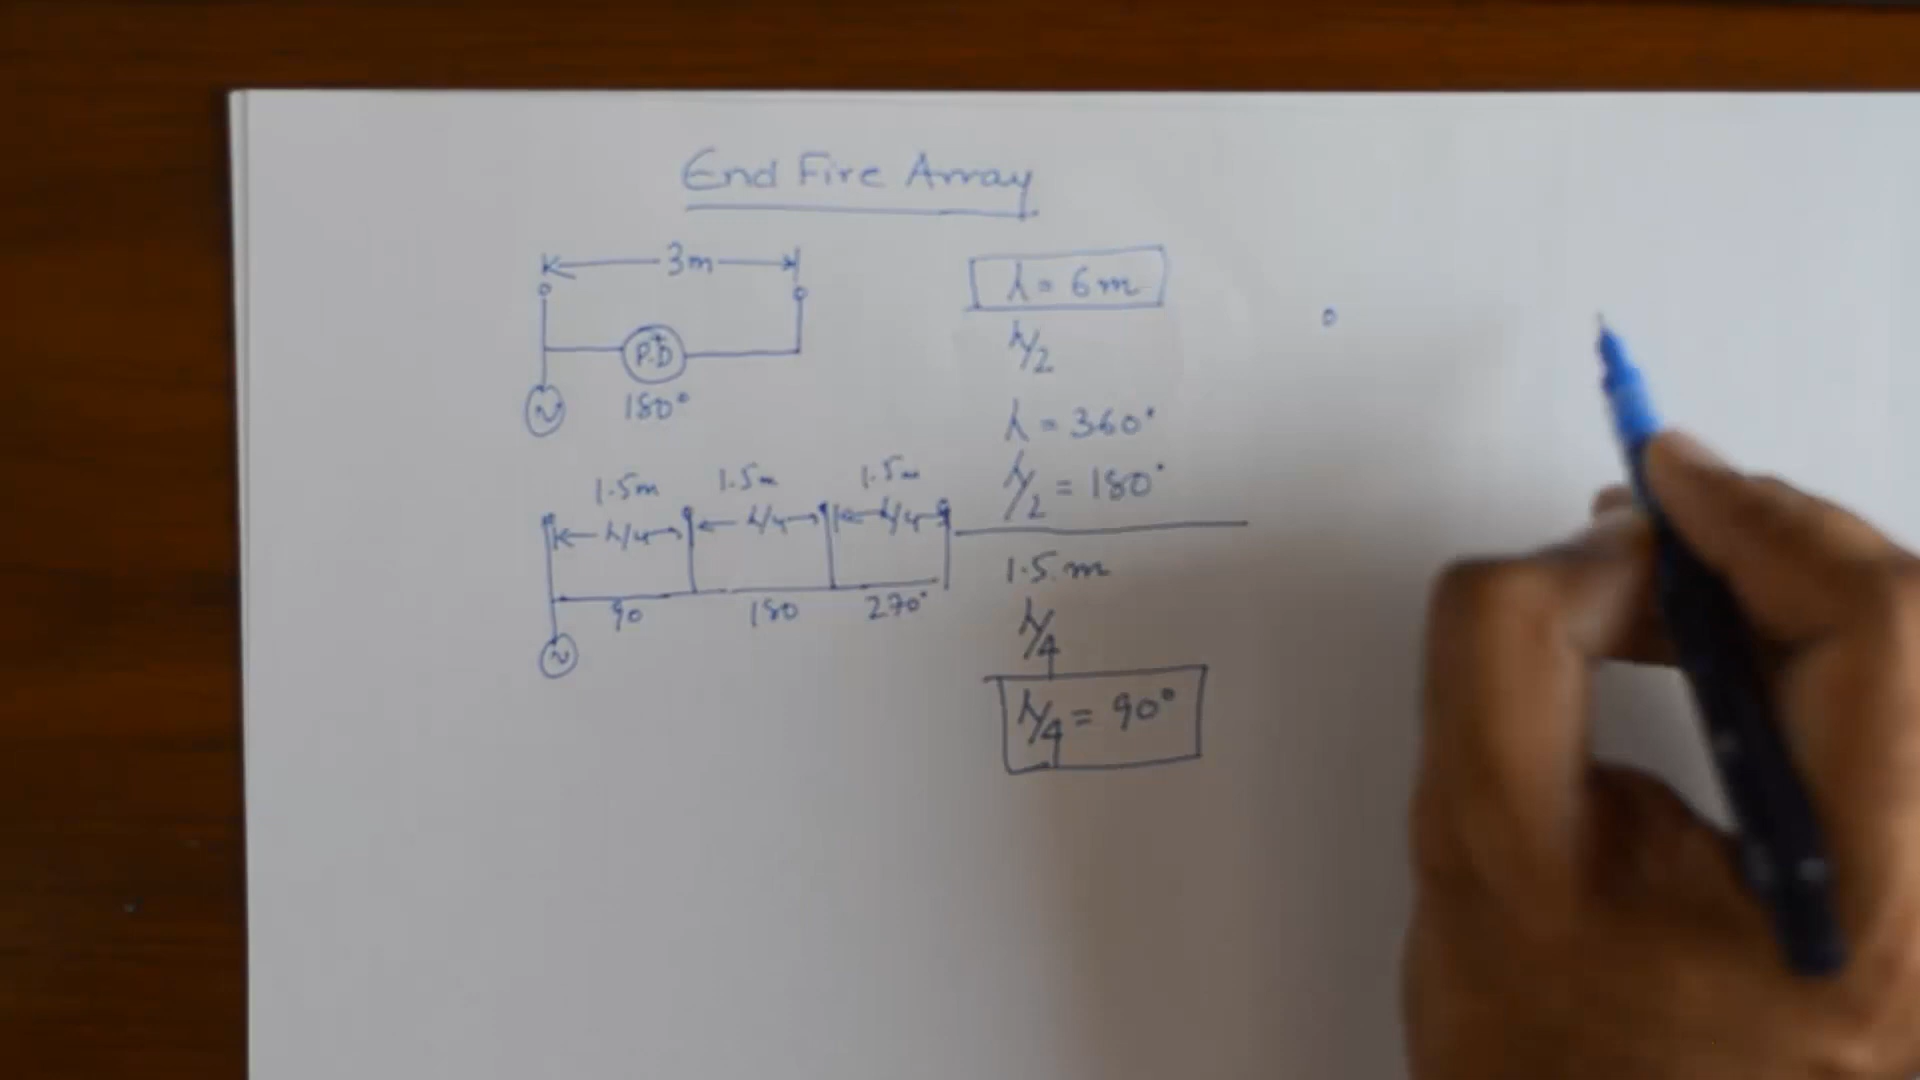 End Fire Array
3m
P.D
180°
λ = 6m
λ/2
λ = 360°
λ/2 = 180°
1.5m 1.5m 1.5m
λ/4 λ/4 λ/4
90 180 270°
1.5 m
λ/4
λ/4 = 90°